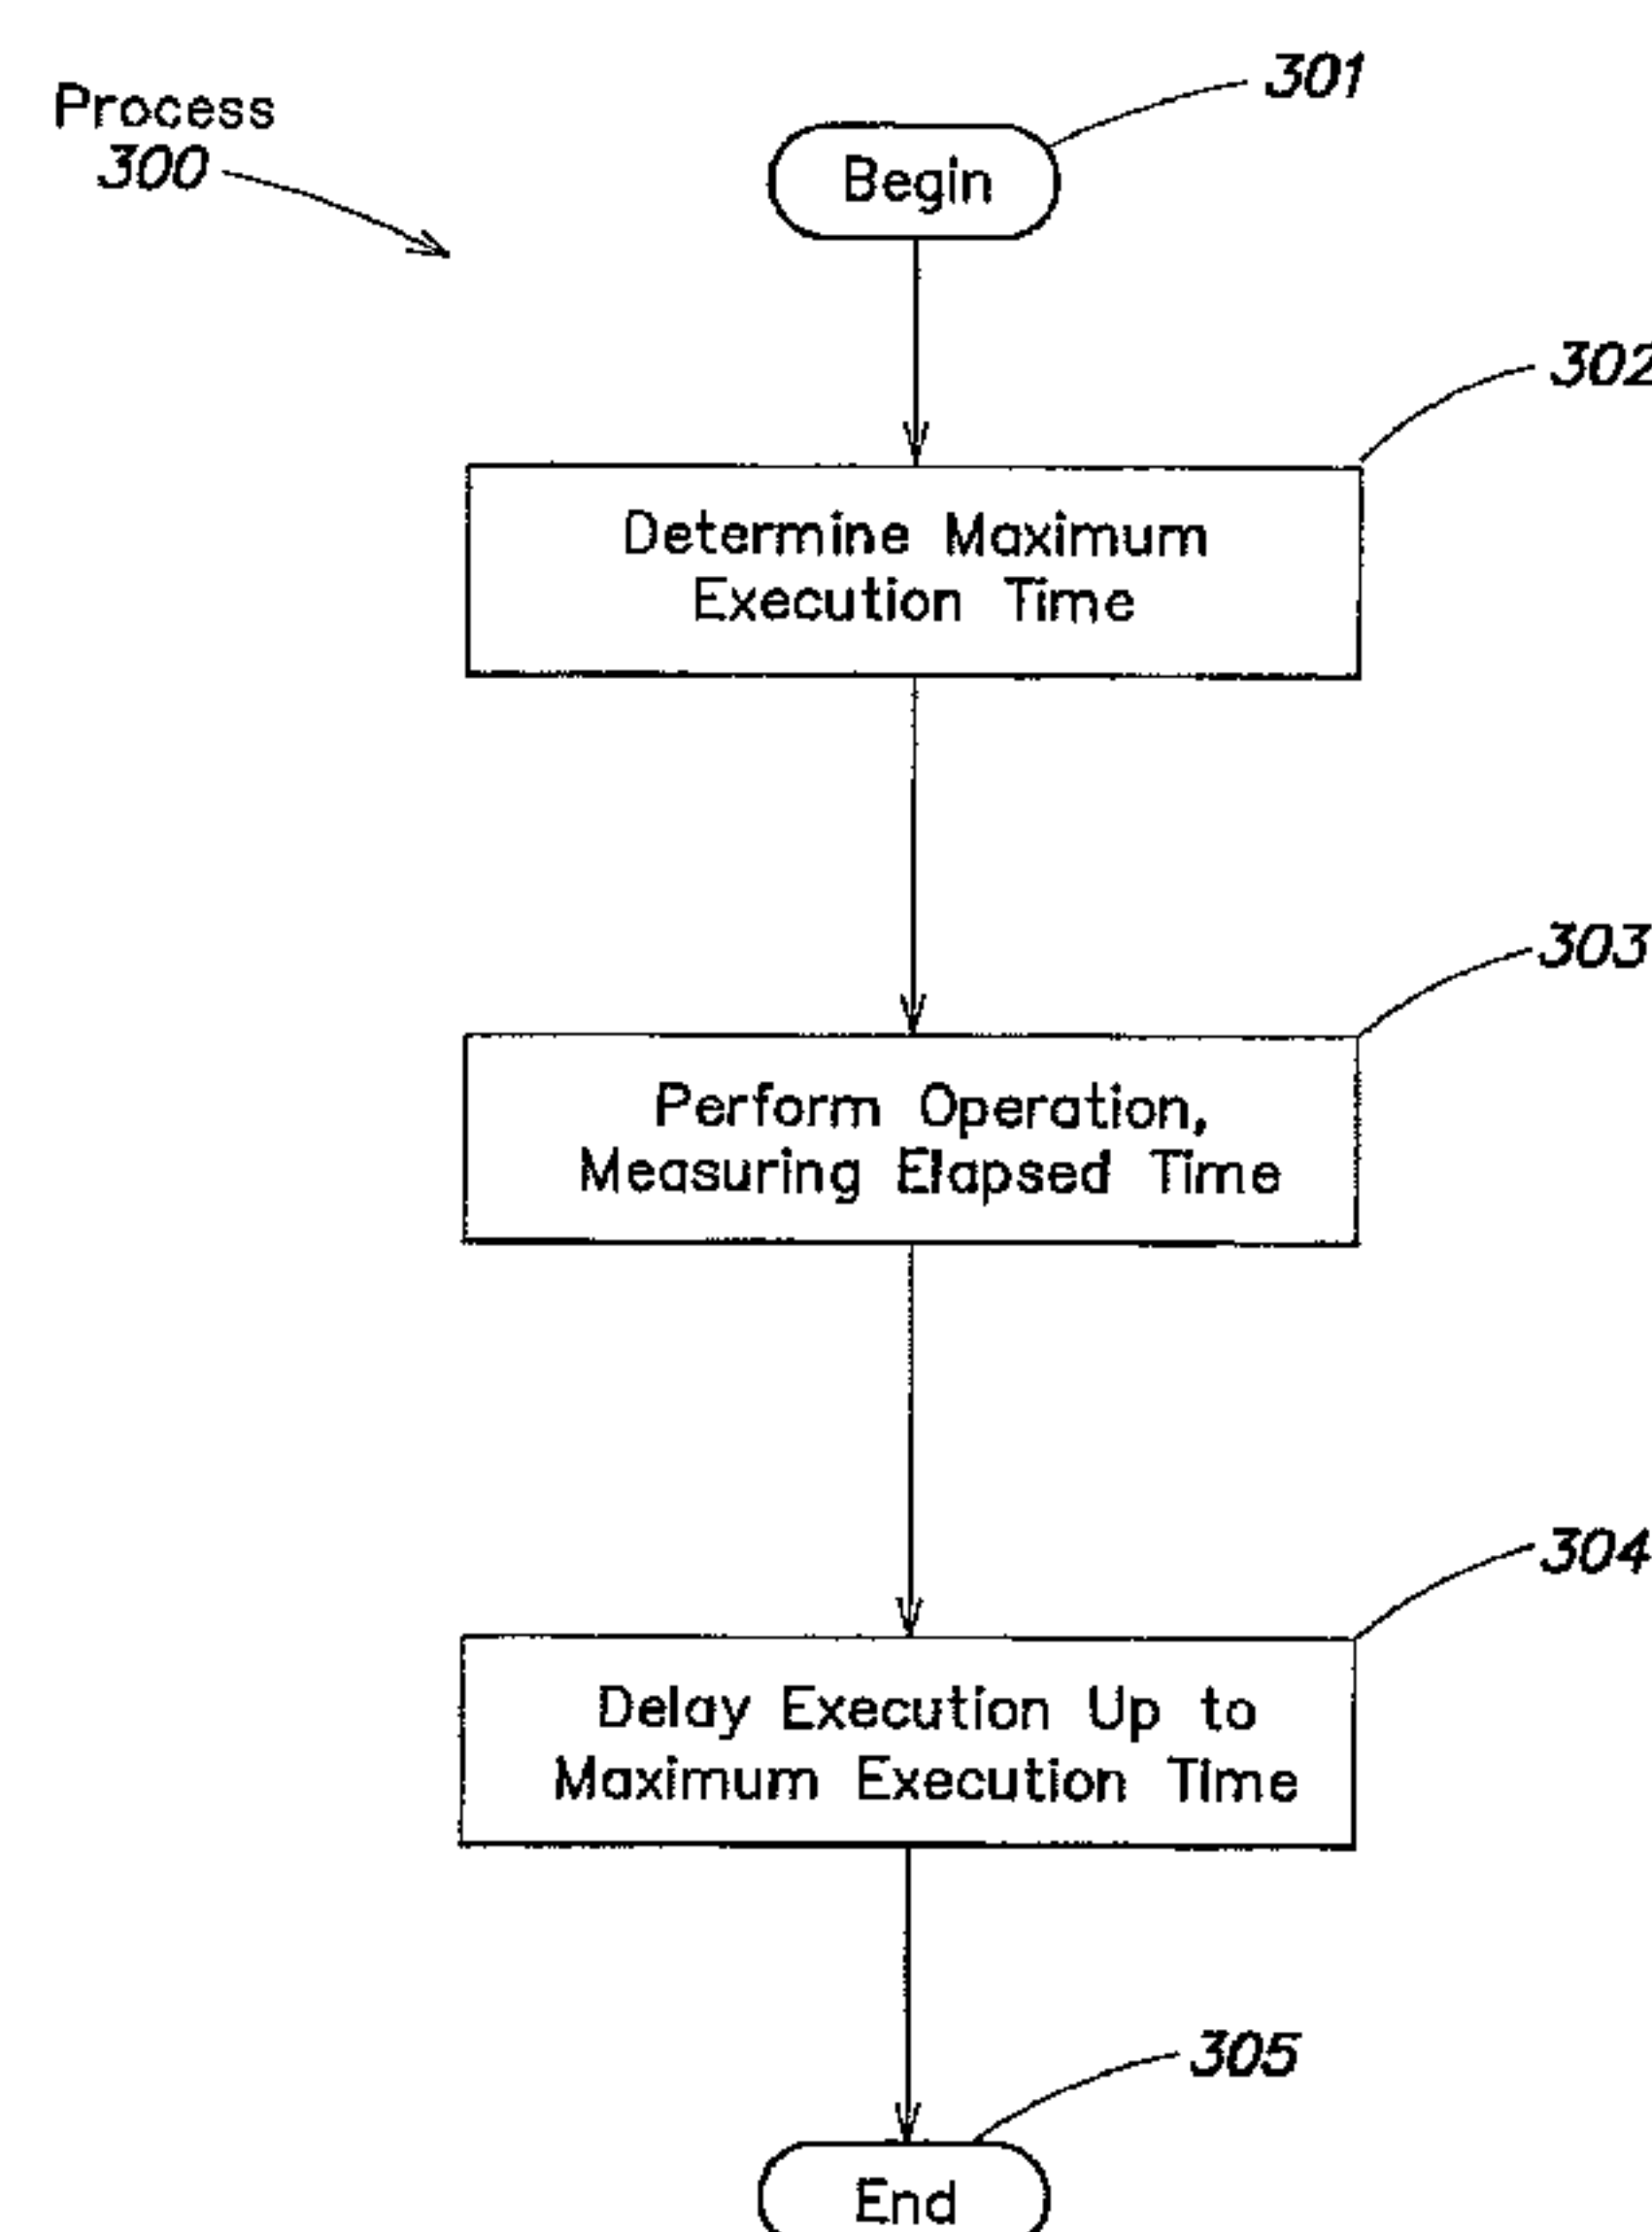 Process
300
301
Begin
302
Determine Maximum
Execution Time
303
Perform Operation,
Measuring Elapsed Time
304
Delay Execution Up to
Maximum Execution Time
305
End